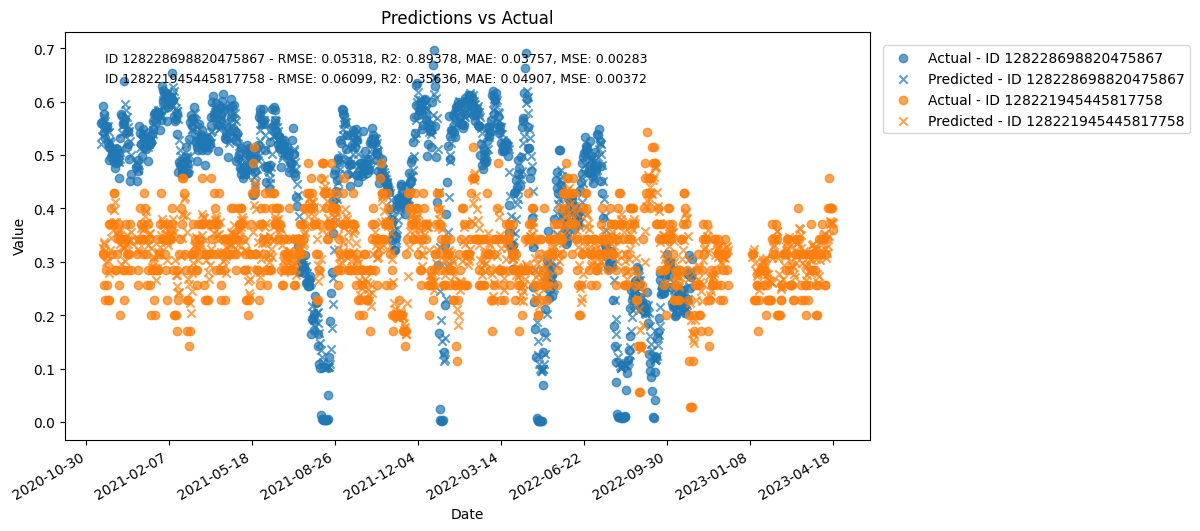 Predictions vs Actual
ID 128228698820475867 - RMSE: 0.05318, R2: 0.89378, MAE: 0.03757, MSE: 0.00283
ID 128221945445817758 - RMSE: 0.06099, R2: 0.35636, MAE: 0.04907, MSE: 0.00372
Actual - ID 128228698820475867
Predicted - ID 128228698820475867
Actual - ID 128221945445817758
Predicted - ID 128221945445817758
Value
0.7
0.6
0.5
0.4
0.3
0.2
0.1
0.0
2020-10-30
2021-02-07
2021-05-18
2021-08-26
2021-12-04
2022-03-14
2022-06-22
2022-09-30
2023-01-08
2023-04-18
Date